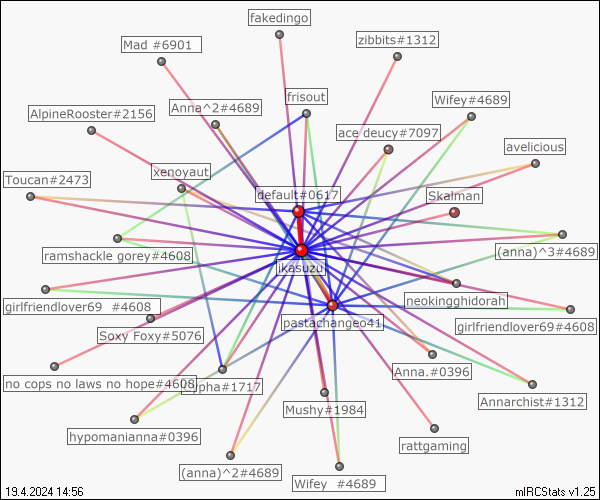 fakedingo
Mad #6901
zibbits#1312
frisout
Wifey#4689
Anna^2#4689
AlpineRooster#2156
ace deucy#7097
avelicious
xenoyaut
Toucan#2473
default#0617
Skalman
ramshackle gorey#4608
(anna)^3#4689
jkasuzu
neokingghidorah
girlfriendlover69 #4608
pastachangeo41
girlfriendlover69#4608
Soxy Foxy#5076
Anna.#0396
no cops no laws no hope#4608
#1717
Annarchist#1312
Mushy#1984
hypomanianna#0396
rattgaming
(anna)^2#4689
Wifey #4689
19.4.2024 14:56
mIRCStats v1.25